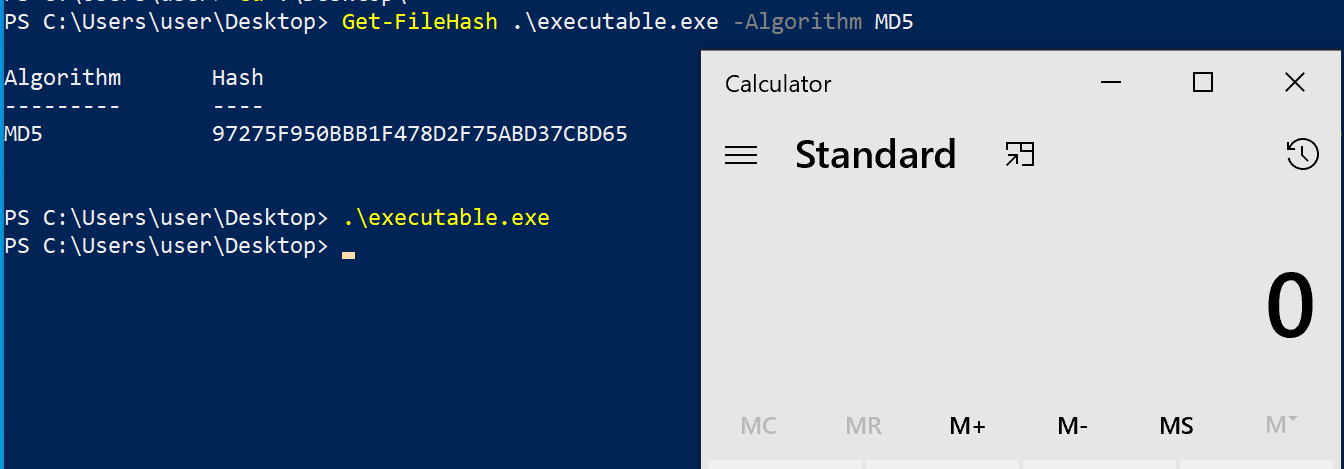 PS C:\Users\user\Desktop> Get-FileHash .\executable.exe -Algorithm MD5
Algorithm Hash
--------- ----
MD5 97275F950BBB1F478D2F75ABD37CBD65
PS C:\Users\user\Desktop> .\executable.exe
PS C:\Users\user\Desktop>
Calculator
Standard
0
MC MR M+ M- MS M